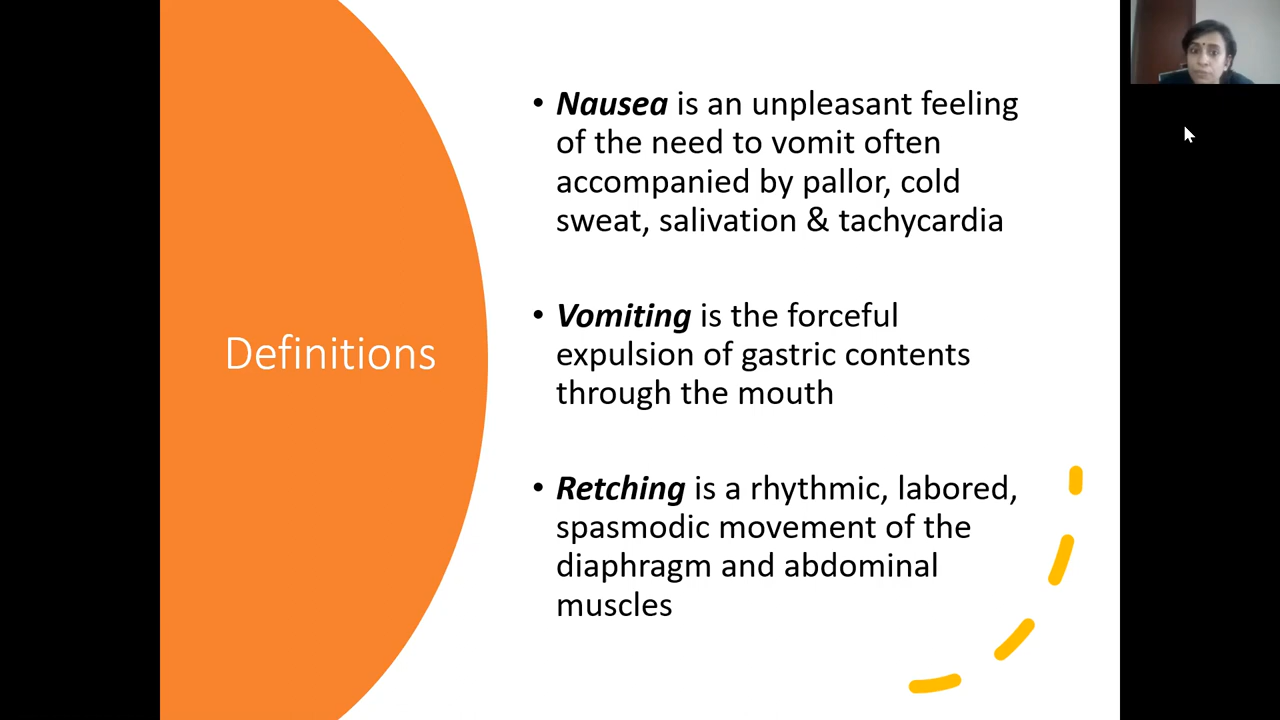 Definitions
• Nausea is an unpleasant feeling
of the need to vomit often
accompanied by pallor, cold
sweat, salivation & tachycardia
• Vomiting is the forceful
expulsion of gastric contents
through the mouth
• Retching is a rhythmic, labored,
spasmodic movement of the
diaphragm and abdominal
muscles